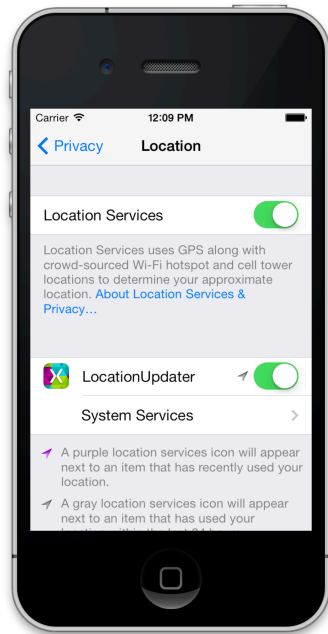 Carrier 12:09 PM
Privacy Location
Location Services
Location Services uses GPS along with
crowd-sourced Wi-Fi hotspot and cell tower
locations to determine your approximate
location. About Location Services &
Privacy…
LocationUpdater
System Services
A purple location services icon will appear
next to an item that has recently used your
location.
A gray location services icon will appear
next to an item that has used your